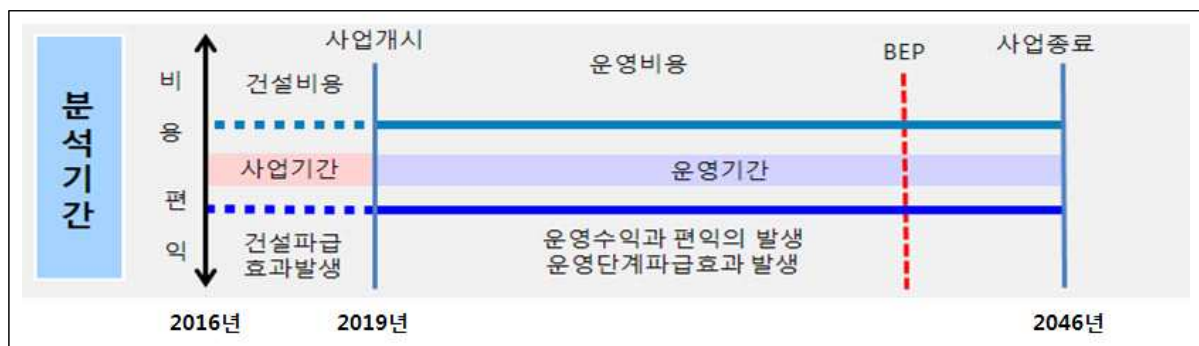 분석기간
비용편익
사업개시
BEP
사업종료
건설비용
운영비용
사업기간
운영기간
건설파급
효과발생
운영수익과 편익의 발생
운영단계파급효과 발생
2016년
2019년
2046년